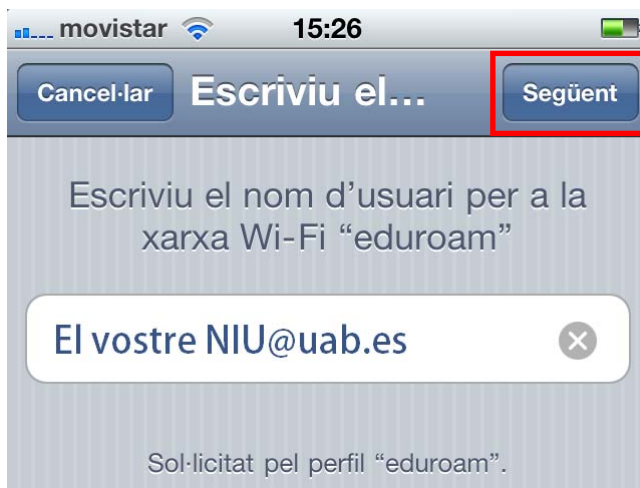 movistar 15:26
Cancel·lar Escriviu el... Següent
Escriviu el nom d’usuari per a la
xarxa Wi-Fi “eduroam”
El vostre NIU@uab.es
Sol·licitat pel perfil “eduroam”.